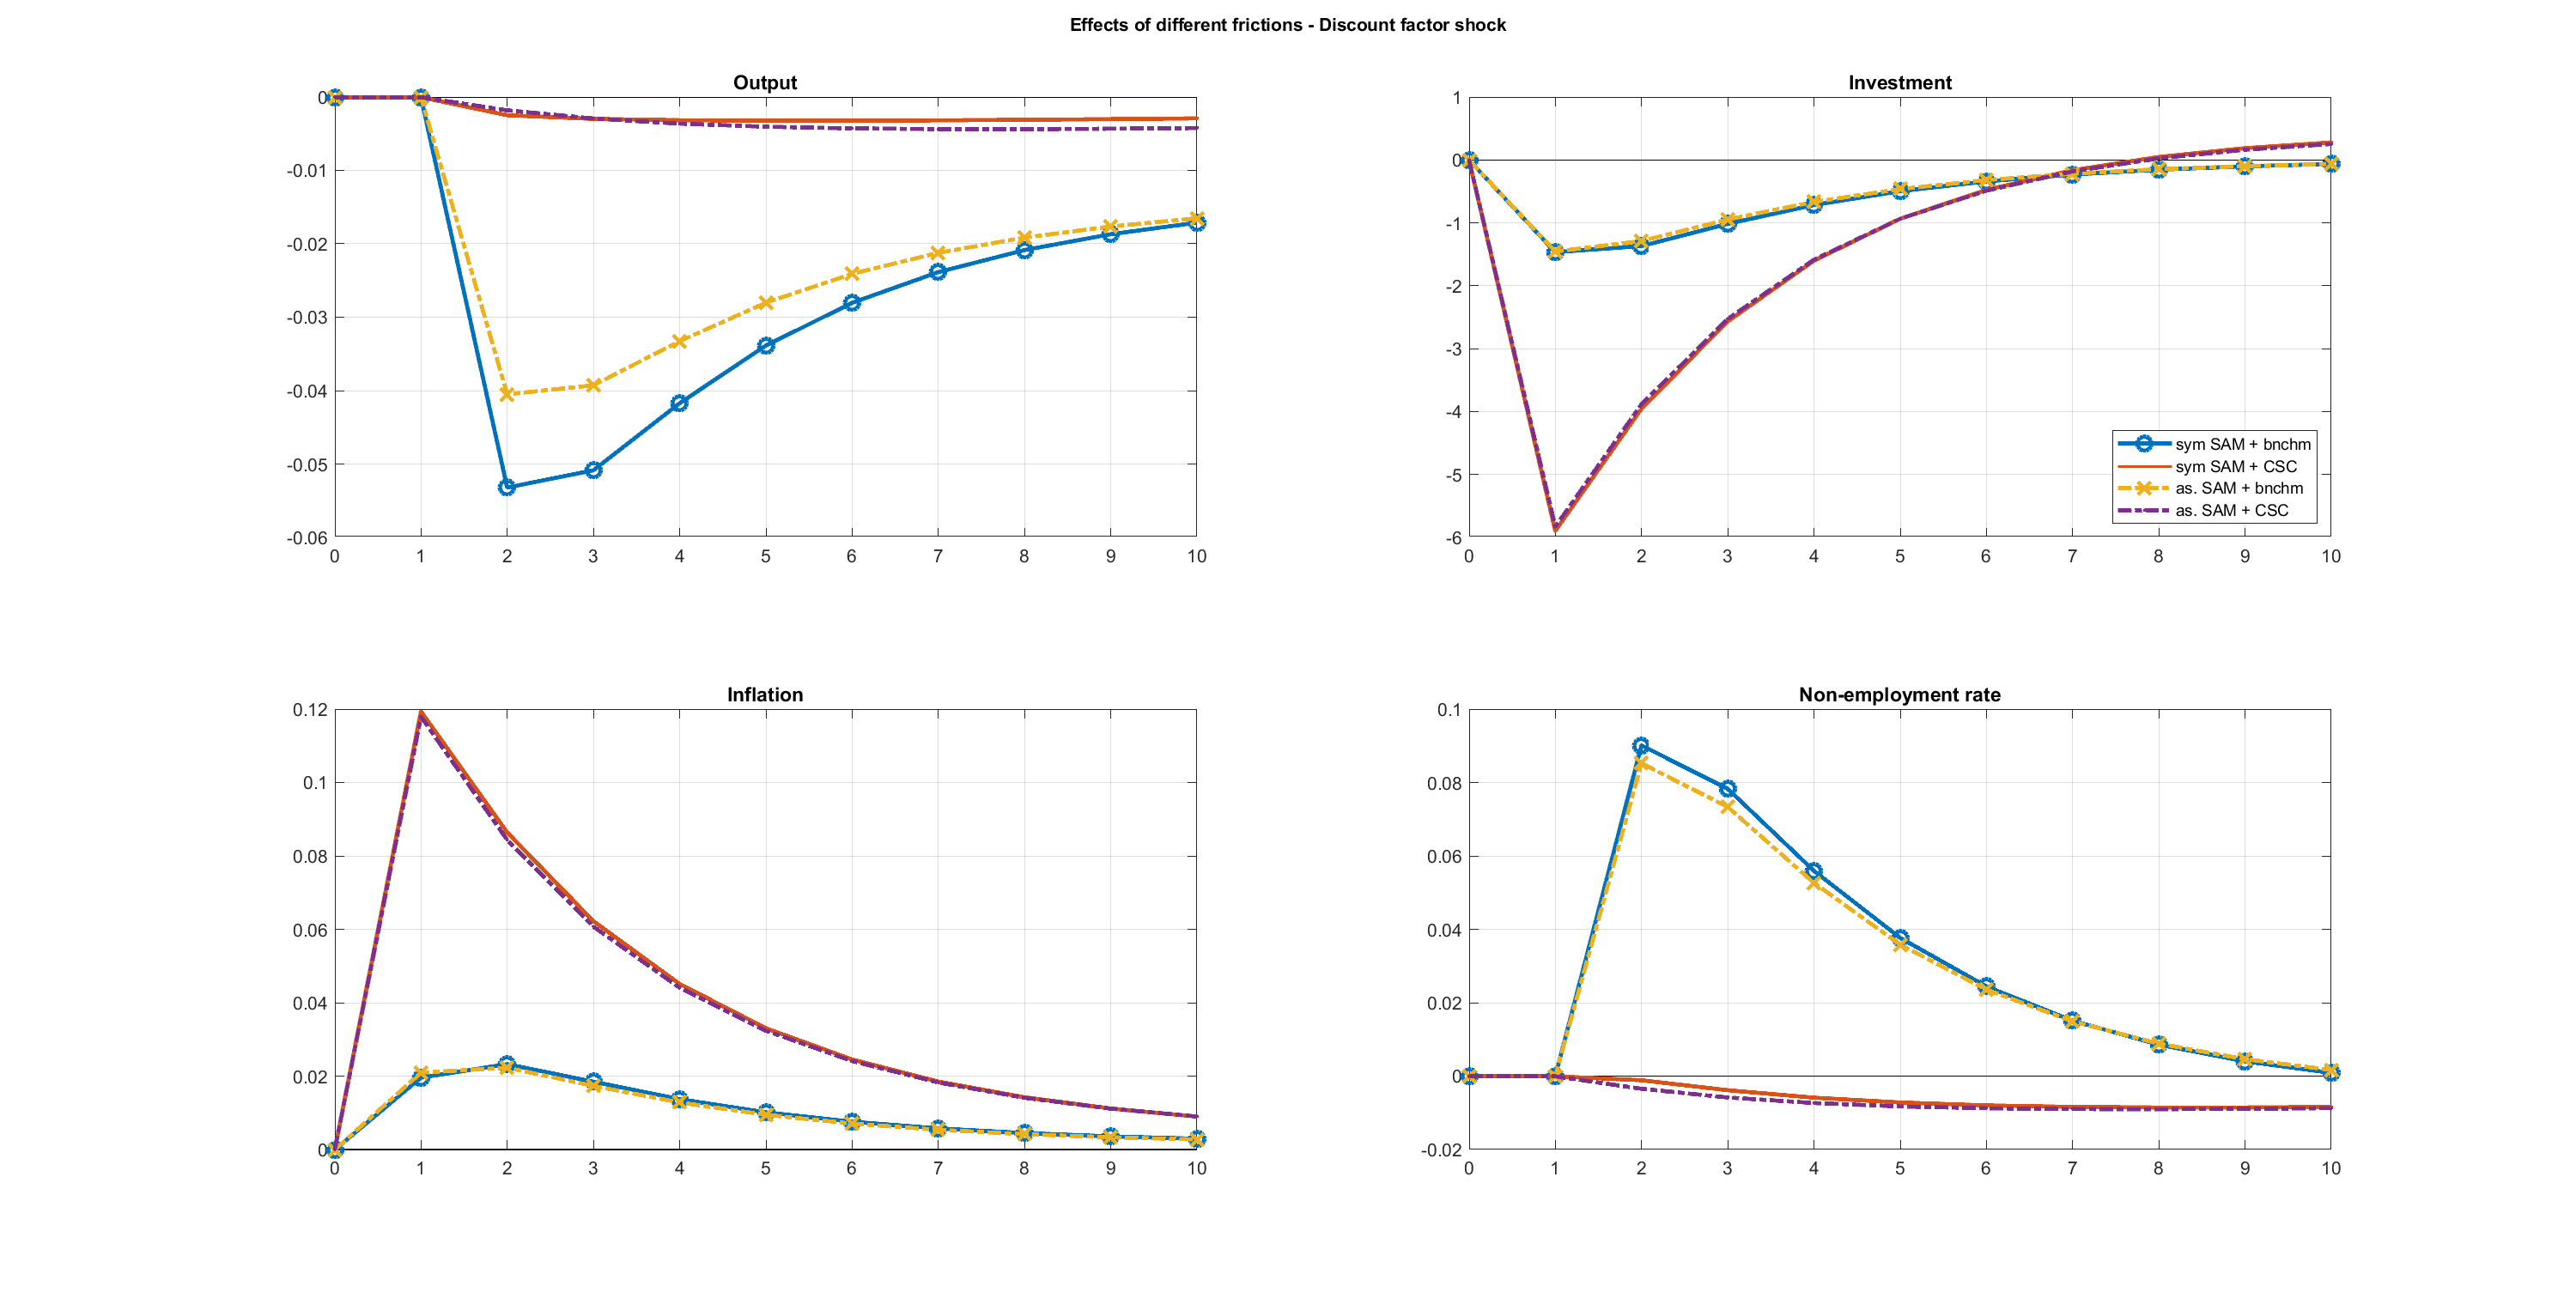 Effects of different frictions - Discount factor shock
Output
0
-0.01
-0.02
-0.03
-0.04
-0.05
-0.06
0 1 2 3 4 5 6 7 8 9 10
Investment
1
0
-1
-2
-3
-4
-5
-6
0 1 2 3 4 5 6 7 8 9 10
sym SAM + bnchm
sym SAM + CSC
as. SAM + bnchm
as. SAM + CSC
Inflation
0.12
0.1
0.08
0.06
0.04
0.02
0
0 1 2 3 4 5 6 7 8 9 10
Non-employment rate
0.1
0.08
0.06
0.04
0.02
0
-0.02
0 1 2 3 4 5 6 7 8 9 10